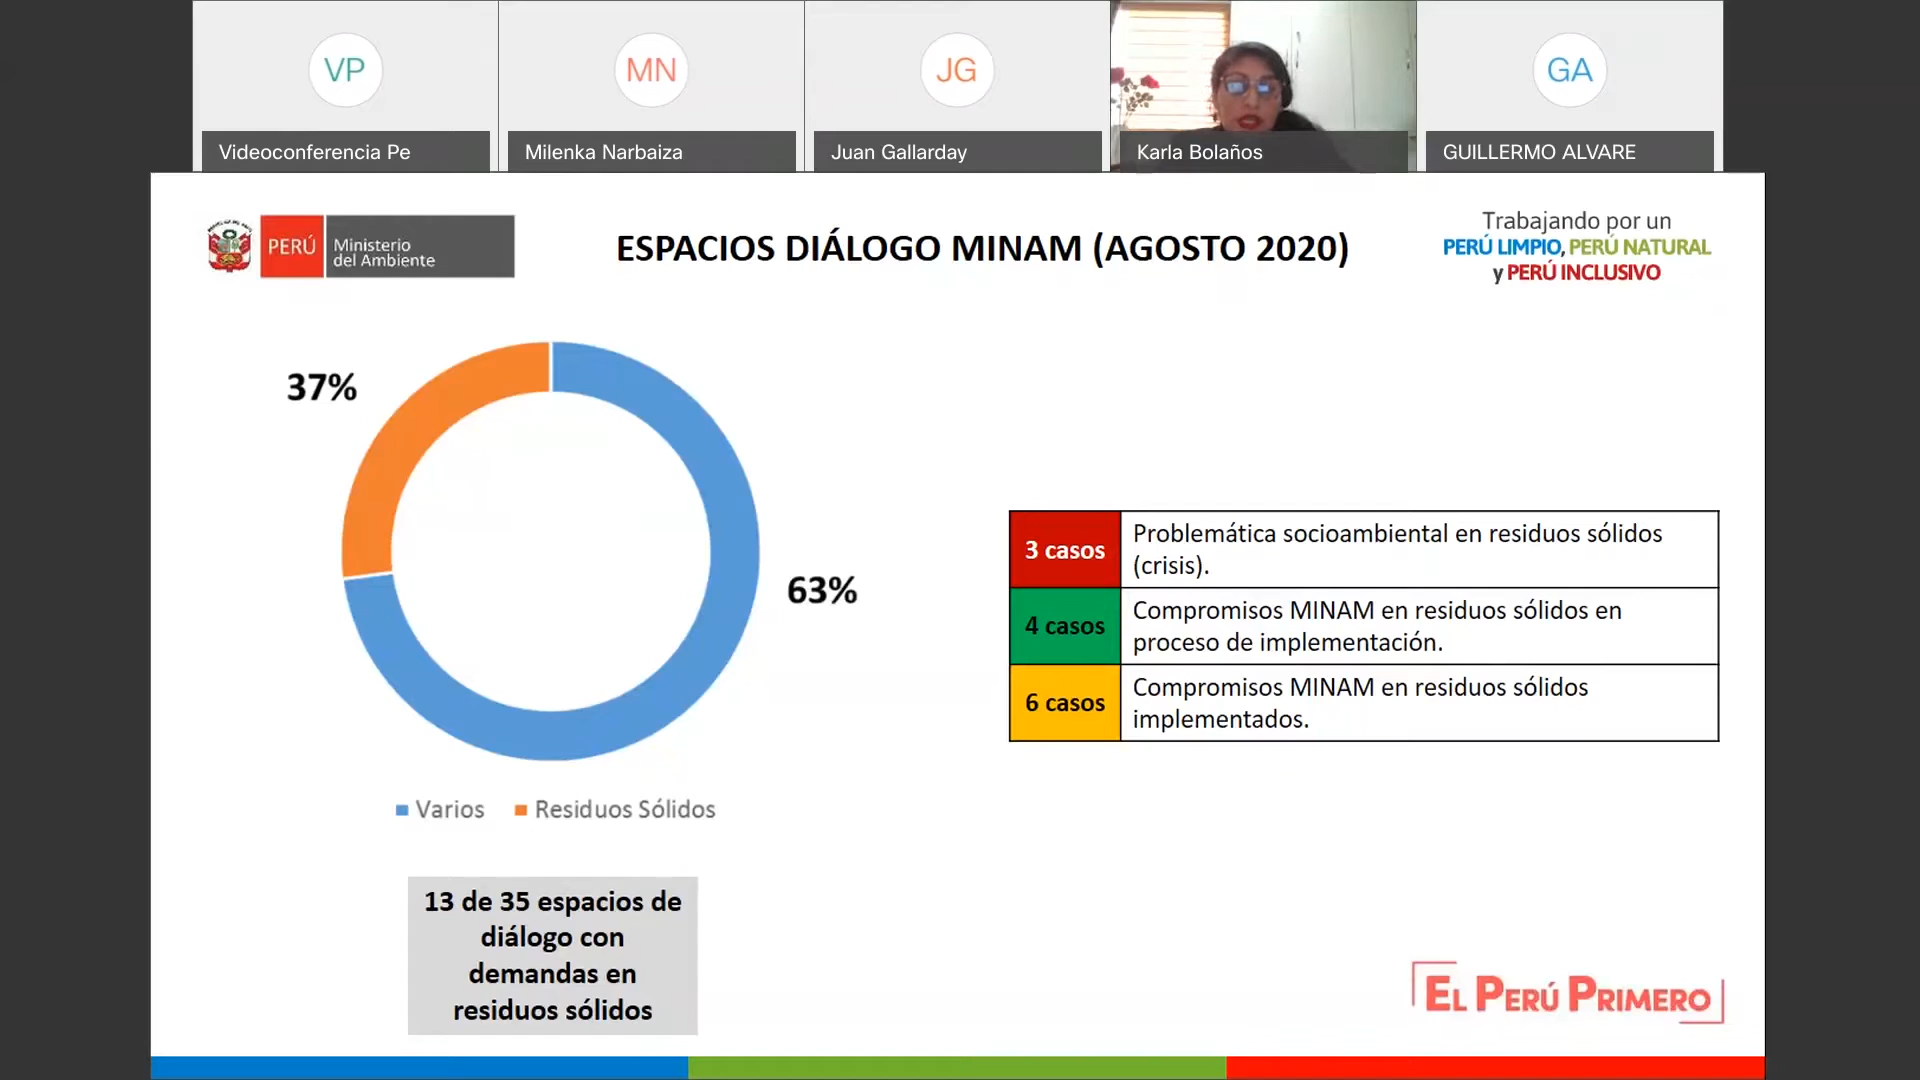 VP
MN
JG
GA
Videoconferencia Pe
Milenka Narbaiza
Juan Gallarday
Karla Bolaños
GUILLERMO ALVARE
PERÚ
Ministerio
del Ambiente
ESPACIOS DIÁLOGO MINAM (AGOSTO 2020)
Trabajando por un
PERÚ LIMPIO, PERÚ NATURAL
y PERÚ INCLUSIVO
37%
63%
Varios
Residuos Sólidos
13 de 35 espacios de
diálogo con
demandas en
residuos sólidos
3 casos
Problemática socioambiental en residuos sólidos
(crisis).
4 casos
Compromisos MINAM en residuos sólidos en
proceso de implementación.
6 casos
Compromisos MINAM en residuos sólidos
implementados.
EL PERÚ PRIMERO